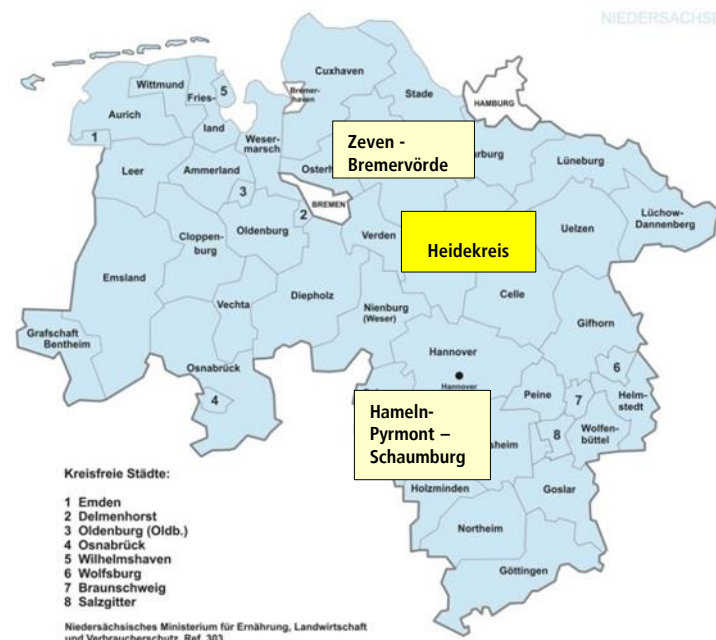 NIEDERSACHSE
Cuxhaven
Wittmund
Fries-
land
5
Bremer-
haven
Stade
HAMBURG
Aurich
1
Weser-
marsch
Zeven -
Bremervörde
Osterh
rburg
Lüneburg
Leer
Ammerland
3
BREMEN
2
Lüchow-
Dannenberg
Oldenburg
Cloppen-
burg
Verden
Heidekreis
Uelzen
Emsland
Vechta
Diepholz
Nienburg
(Weser)
Celle
Gifhorn
Grafschaft
Bentheim
Osnabrück
Hannover
Hannover
6
4
Peine
7
Helm-
stedt
Hameln-
Pyrmont –
Schaumburg
8
Wolfen-
büttel
sheim
Holzminden
Goslar
Northeim
Göttingen
Kreisfreie Städte:
1 Emden
2 Delmenhorst
3 Oldenburg (Oldb.)
4 Osnabrück
5 Wilhelmshaven
6 Wolfsburg
7 Braunschweig
8 Salzgitter
Niedersächsisches Ministerium für Ernährung, Landwirtschaft
und Verbraucherschutz, Ref. 303